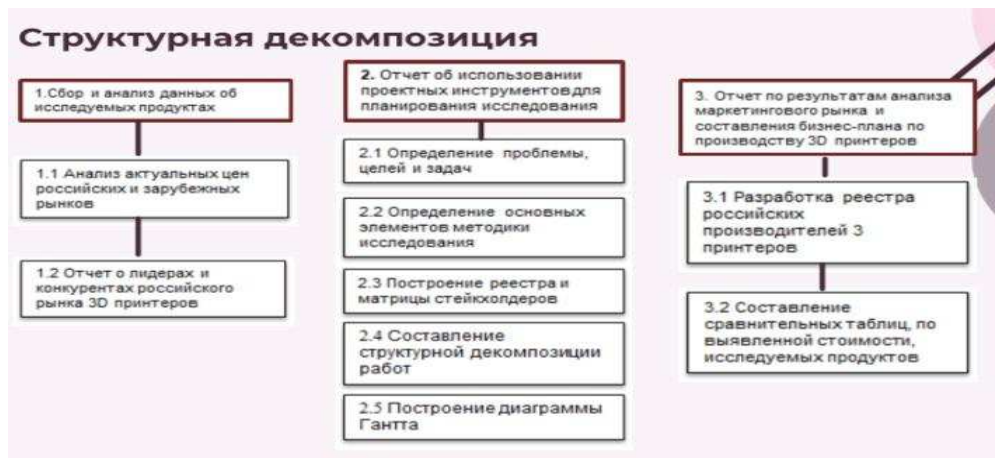 Структурная декомпозиция
1.Сбор и анализ данных об
исследуемых продуктах
1.1 Анализ актуальных цен
российских и зарубежных
рынков
1.2 Отчет о лидерах и
конкурентах российского
рынка 3D принтеров
2. Отчет об использовании
проектных инструментов для
планирования исследования
2.1 Определение проблемы,
целей и задач
2.2 Определение основных
элементов методики
исследования
2.3 Построение реестра и
матрицы стейкхолдеров
2.4 Составление
структурной декомпозиции
работ
2.5 Построение диаграммы
Гантта
3. Отчет по результатам анализа
маркетингового рынка и
составления бизнес-плана по
производству 3D принтеров
3.1 Разработка реестра
российских
производителей 3
принтеров
3.2 Составление
сравнительных таблиц, по
выявленной стоимости,
исследуемых продуктов